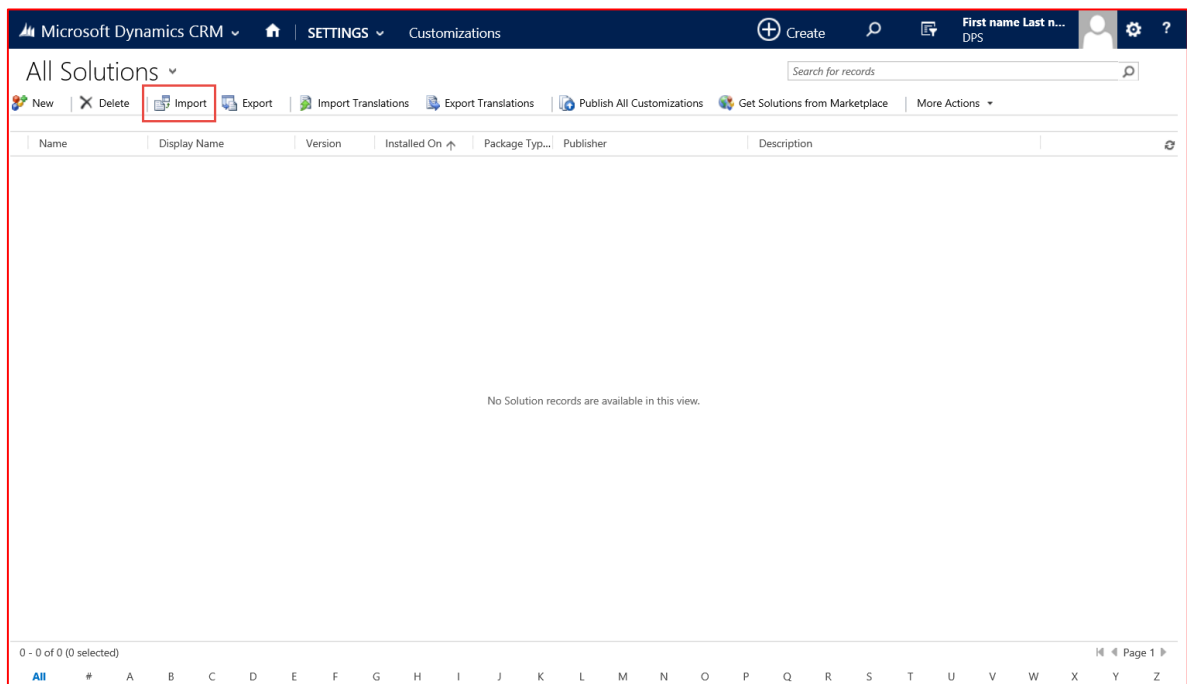 Microsoft Dynamics CRM SETTINGS Customizations Create First name Last n... ?
DPS
All Solutions
Search for records
New Delete Import Export Import Translations Export Translations Publish All Customizations Get Solutions from Marketplace More Actions
Name Display Name Version Installed On Package Typ... Publisher Description
No Solution records are available in this view.
0 - 0 of 0 (0 selected) Page 1
All # A B C D E F G H I J K L M N O P Q R S T U V W X Y Z